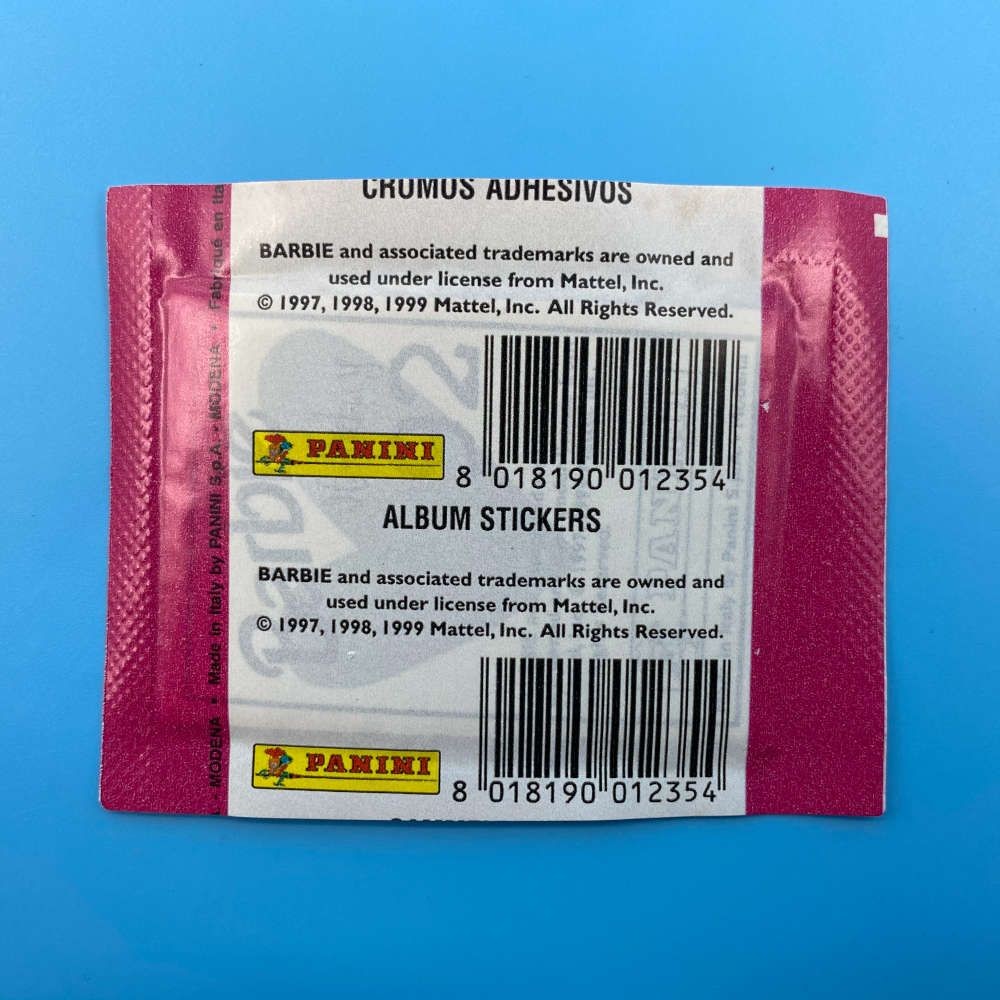 CROMOS ADHESIVOS
BARBIE and associated trademarks are owned and
used under license from Mattel, Inc.
© 1997, 1998, 1999 Mattel, Inc. All Rights Reserved.
PANINI
8 018190 012354
ALBUM STICKERS
BARBIE and associated trademarks are owned and
used under license from Mattel, Inc.
© 1997, 1998, 1999 Mattel, Inc. All Rights Reserved.
PANINI
8 018190 012354
MODENA • Made in Italy by PANINI S.p.A. • MODENA • Fabriqué en Ita